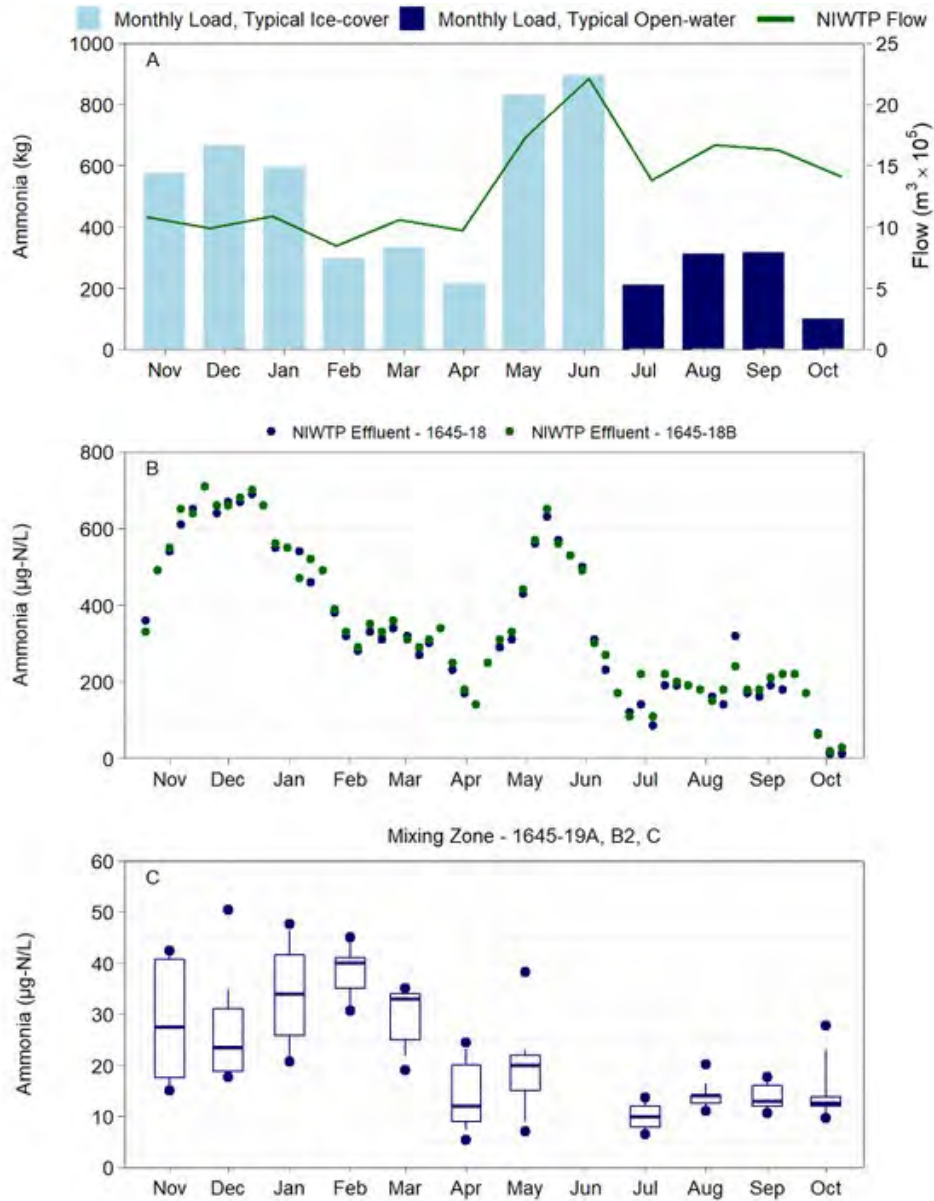 Monthly Load, Typical Ice-cover Monthly Load, Typical Open-water NIWTP Flow
A
Ammonia (kg)
1000
800
600
400
200
0
Flow (m³ × 10⁵)
25
20
15
10
5
0
Nov Dec Jan Feb Mar Apr May Jun Jul Aug Sep Oct
NIWTP Effluent - 1645-18 NIWTP Effluent - 1645-18B
B
Ammonia (µg-N/L)
800
600
400
200
0
Nov Dec Jan Feb Mar Apr May Jun Jul Aug Sep Oct
Mixing Zone - 1645-19A, B2, C
C
Ammonia (µg-N/L)
60
50
40
30
20
10
0
Nov Dec Jan Feb Mar Apr May Jun Jul Aug Sep Oct